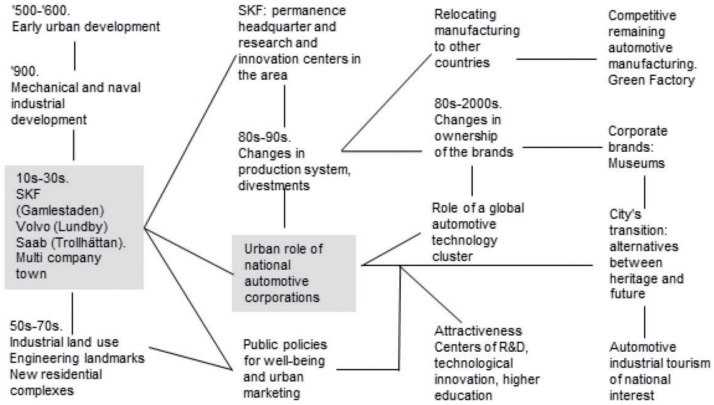 '500-'600.
Early urban development
'900.
Mechanical and naval
industrial
development
10s-30s.
SKF
(Gamlestaden)
Volvo (Lundby)
Saab (Trollhättan).
Multi company
town
50s-70s.
Industrial land use
Engineering landmarks
New residential
complexes
SKF: permanence
headquarter and
research and
innovation centers in
the area
80s-90s.
Changes in
production system,
divestments
Urban role of
national
automotive
corporations
Public policies
for well-being
and urban
marketing
Relocating
manufacturing
to other
countries
80s-2000s.
Changes in
ownership
of the brands
Role of a global
automotive
technology
cluster
Attractiveness
Centers of R&D,
technological
innovation, higher
education
Competitive
remaining
automotive
manufacturing.
Green Factory
Corporate
brands:
Museums
City's
transition:
alternatives
between
heritage and
future
Automotive
industrial tourism
of national
interest